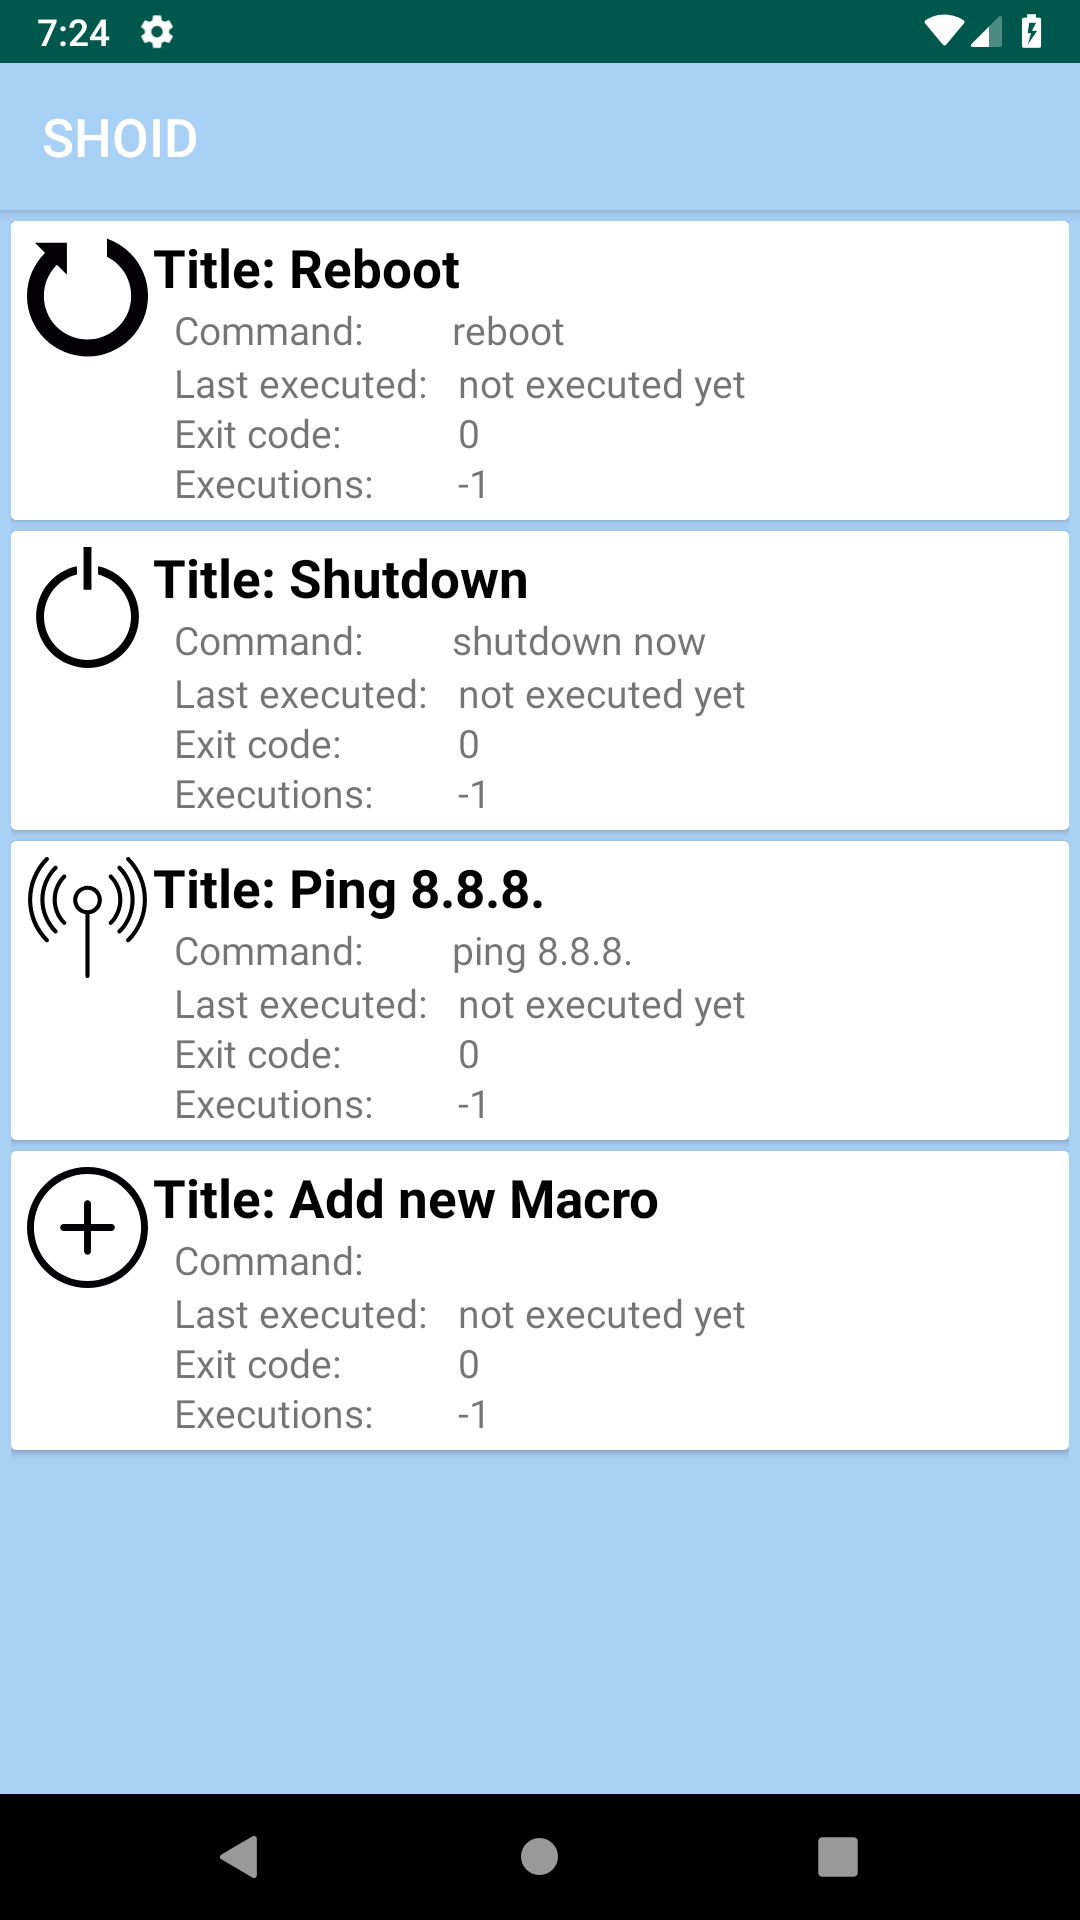 7:24
SHOID
Title: Reboot
Command: reboot
Last executed: not executed yet
Exit code: 0
Executions: -1
Title: Shutdown
Command: shutdown now
Last executed: not executed yet
Exit code: 0
Executions: -1
Title: Ping 8.8.8.
Command: ping 8.8.8.
Last executed: not executed yet
Exit code: 0
Executions: -1
Title: Add new Macro
Command:
Last executed: not executed yet
Exit code: 0
Executions: -1